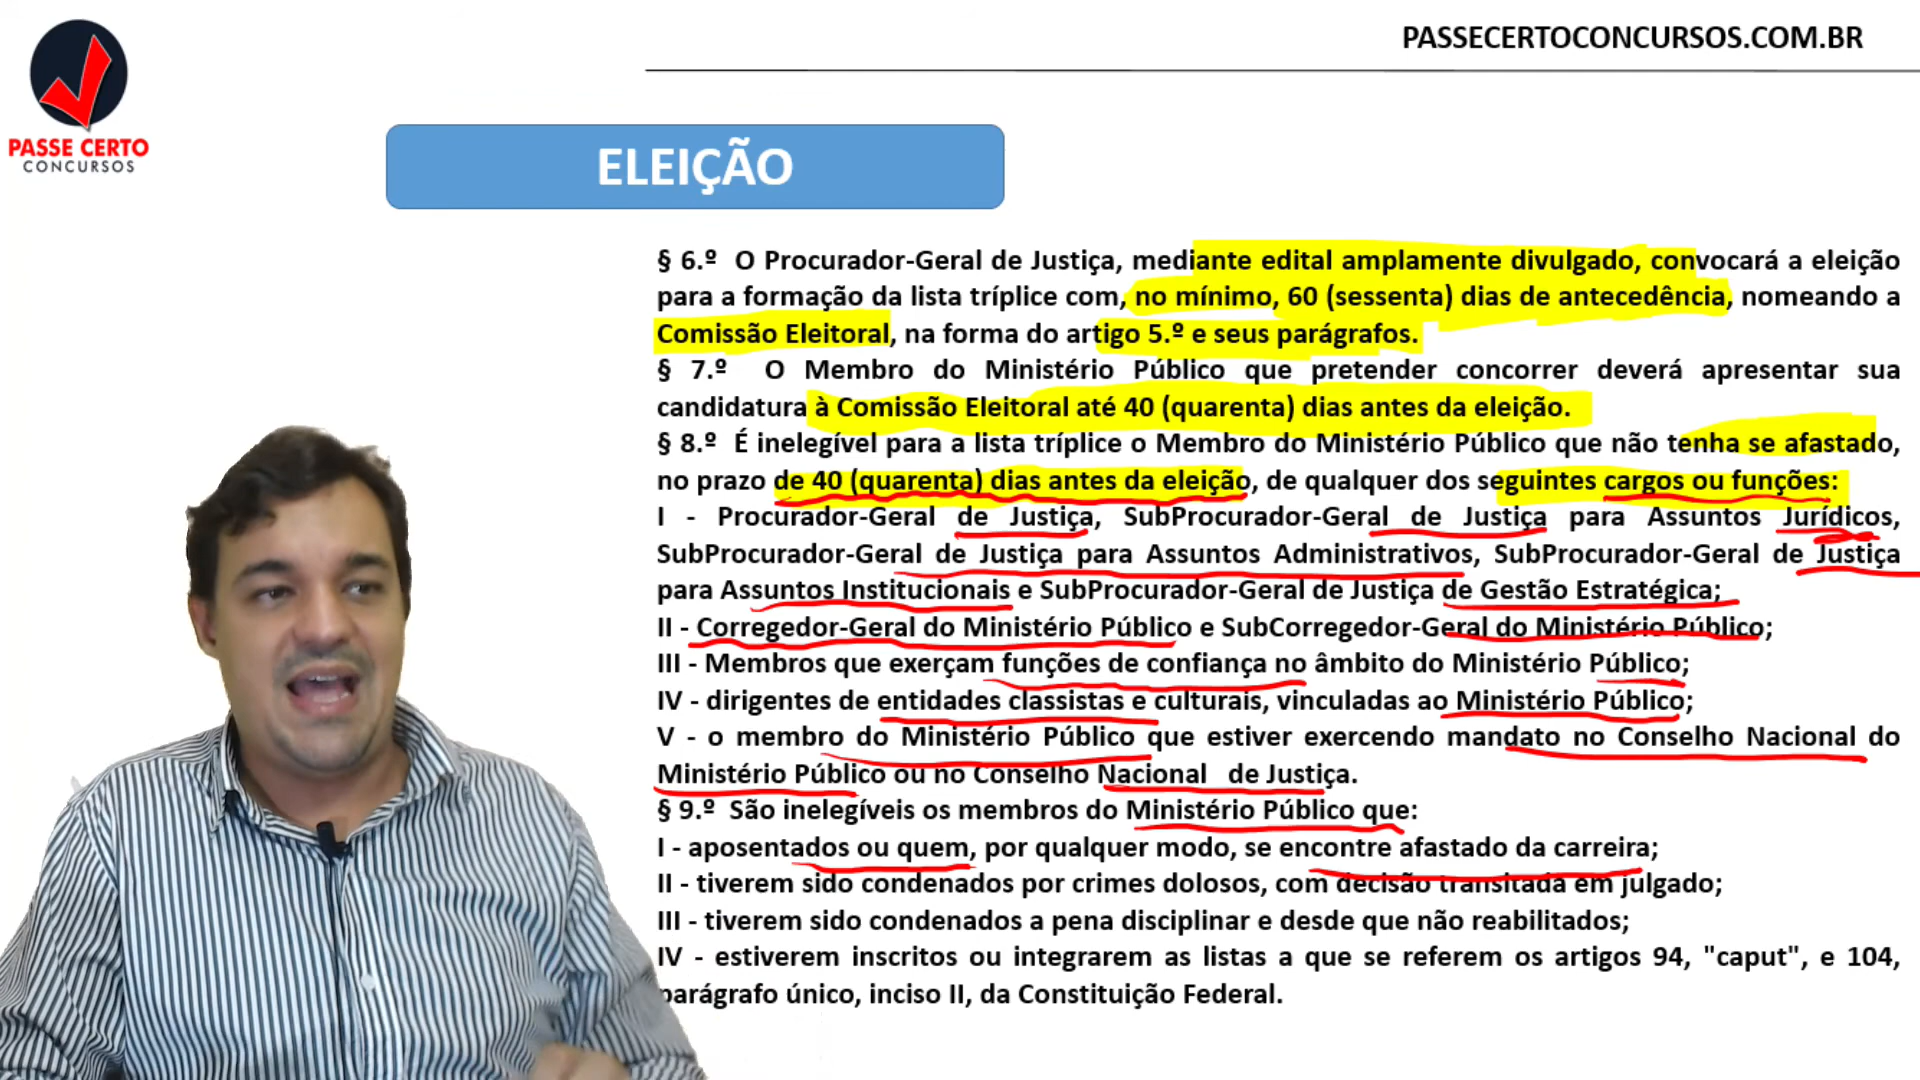 PASSECERTOCONCURSOS.COM.BR
PASSE CERTO
CONCURSOS
ELEIÇÃO
§ 6.º O Procurador-Geral de Justiça, mediante edital amplamente divulgado, convocará a eleição
para a formação da lista tríplice com, no mínimo, 60 (sessenta) dias de antecedência, nomeando a
Comissão Eleitoral, na forma do artigo 5.º e seus parágrafos.
§ 7.º O Membro do Ministério Público que pretender concorrer deverá apresentar sua
candidatura à Comissão Eleitoral até 40 (quarenta) dias antes da eleição.
§ 8.º É inelegível para a lista tríplice o Membro do Ministério Público que não tenha se afastado,
no prazo de 40 (quarenta) dias antes da eleição, de qualquer dos seguintes cargos ou funções:
I - Procurador-Geral de Justiça, SubProcurador-Geral de Justiça para Assuntos Jurídicos,
SubProcurador-Geral de Justiça para Assuntos Administrativos, SubProcurador-Geral de Justiça
para Assuntos Institucionais e SubProcurador-Geral de Justiça de Gestão Estratégica;
II - Corregedor-Geral do Ministério Público e SubCorregedor-Geral do Ministério Público;
III - Membros que exerçam funções de confiança no âmbito do Ministério Público;
IV - dirigentes de entidades classistas e culturais, vinculadas ao Ministério Público;
V - o membro do Ministério Público que estiver exercendo mandato no Conselho Nacional do
Ministério Público ou no Conselho Nacional de Justiça.
§ 9.º São inelegíveis os membros do Ministério Público que:
I - aposentados ou quem, por qualquer modo, se encontre afastado da carreira;
II - tiverem sido condenados por crimes dolosos, com decisão transitada em julgado;
III - tiverem sido condenados a pena disciplinar e desde que não reabilitados;
IV - estiverem inscritos ou integrarem as listas a que se referem os artigos 94, "caput", e 104,
parágrafo único, inciso II, da Constituição Federal.